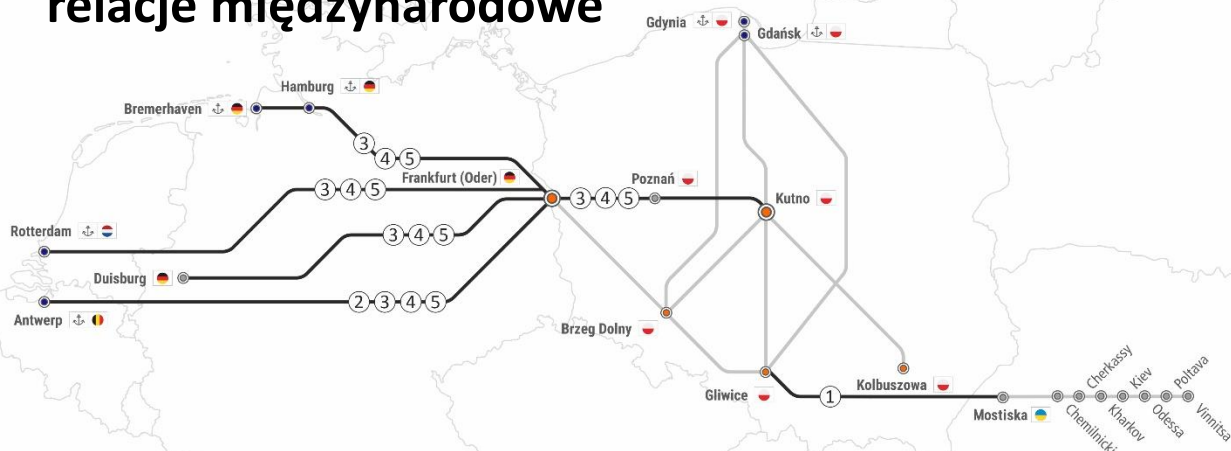 relacje międzynarodowe
Gdynia
Gdańsk
Hamburg
Bremerhaven
3
4 5
Frankfurt (Oder)
Poznań
3 4 5
3 4 5
Kutno
Rotterdam
3 4 5
Duisburg
2 3 4 5
Antwerp
Brzeg Dolny
Gliwice
Kolbuszowa
1
Mostiska
Cherkassy
Kiev
Poltava
Chemilnicki
Kharkov
Odessa
Vinnitsa